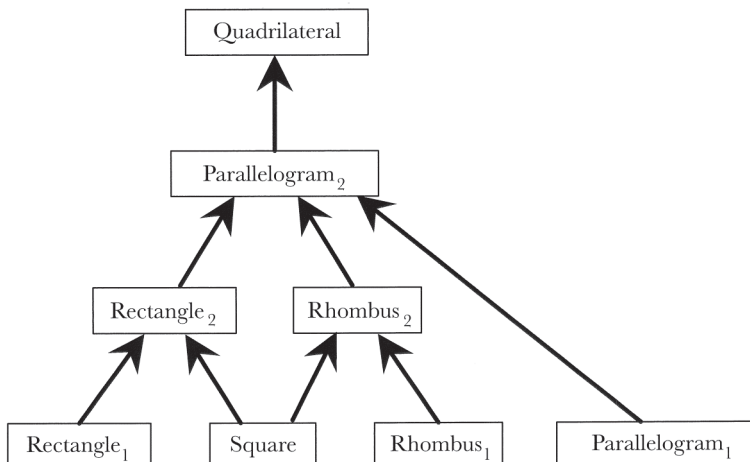 Quadrilateral
Parallelogram₂
Rectangle₂ Rhombus₂
Rectangle₁ Square Rhombus₁ Parallelogram₁